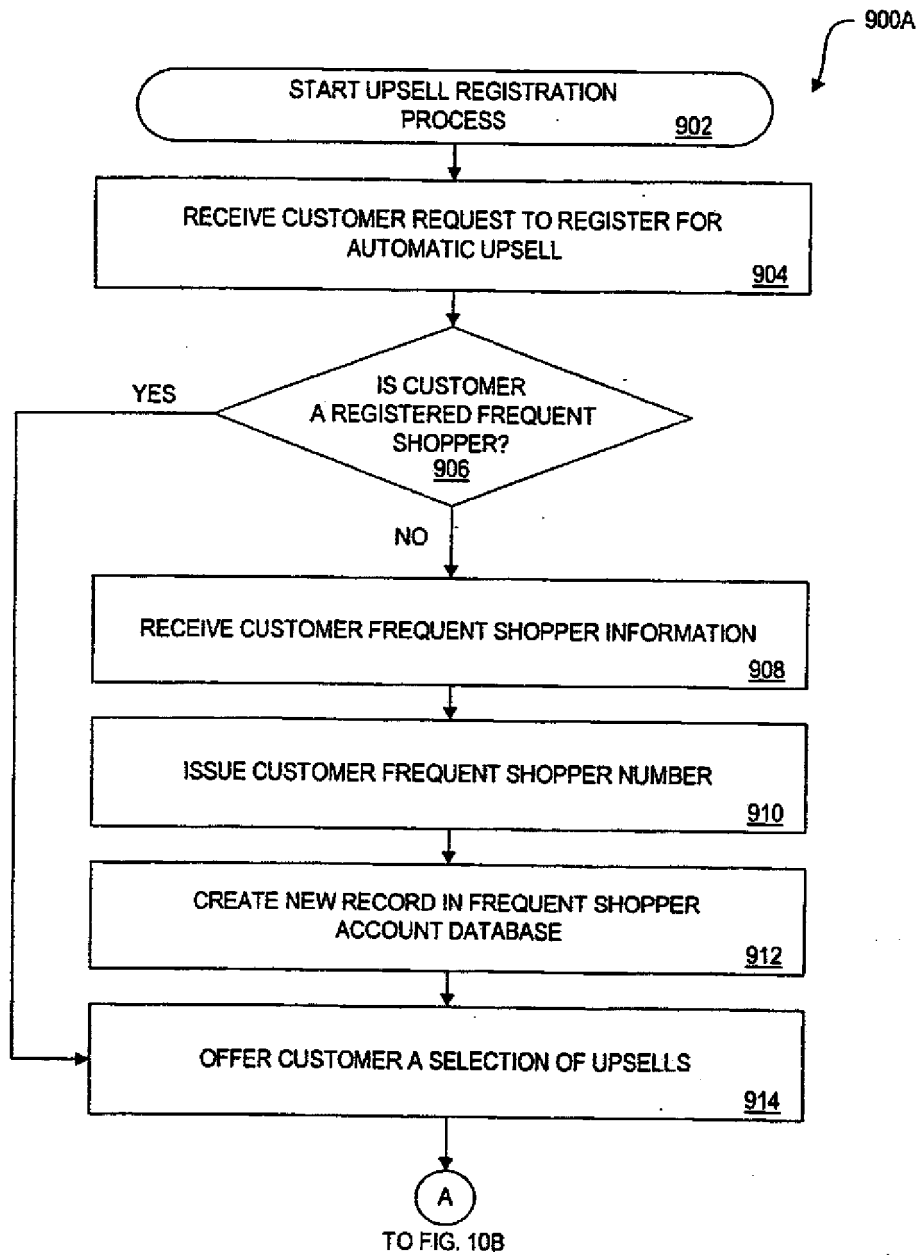 900A
START UPSELL REGISTRATION
PROCESS
902
RECEIVE CUSTOMER REQUEST TO REGISTER FOR
AUTOMATIC UPSELL
904
YES
IS CUSTOMER
A REGISTERED FREQUENT
SHOPPER?
906
NO
RECEIVE CUSTOMER FREQUENT SHOPPER INFORMATION
908
ISSUE CUSTOMER FREQUENT SHOPPER NUMBER
910
CREATE NEW RECORD IN FREQUENT SHOPPER
ACCOUNT DATABASE
912
OFFER CUSTOMER A SELECTION OF UPSELLS
914
A
TO FIG. 10B